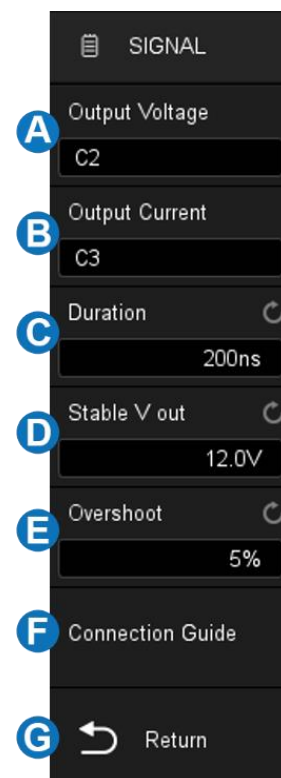 SIGNAL
A
Output Voltage
C2
B
Output Current
C3
C
Duration
200ns
D
Stable V out
12.0V
E
Overshoot
5%
F
Connection Guide
G
Return